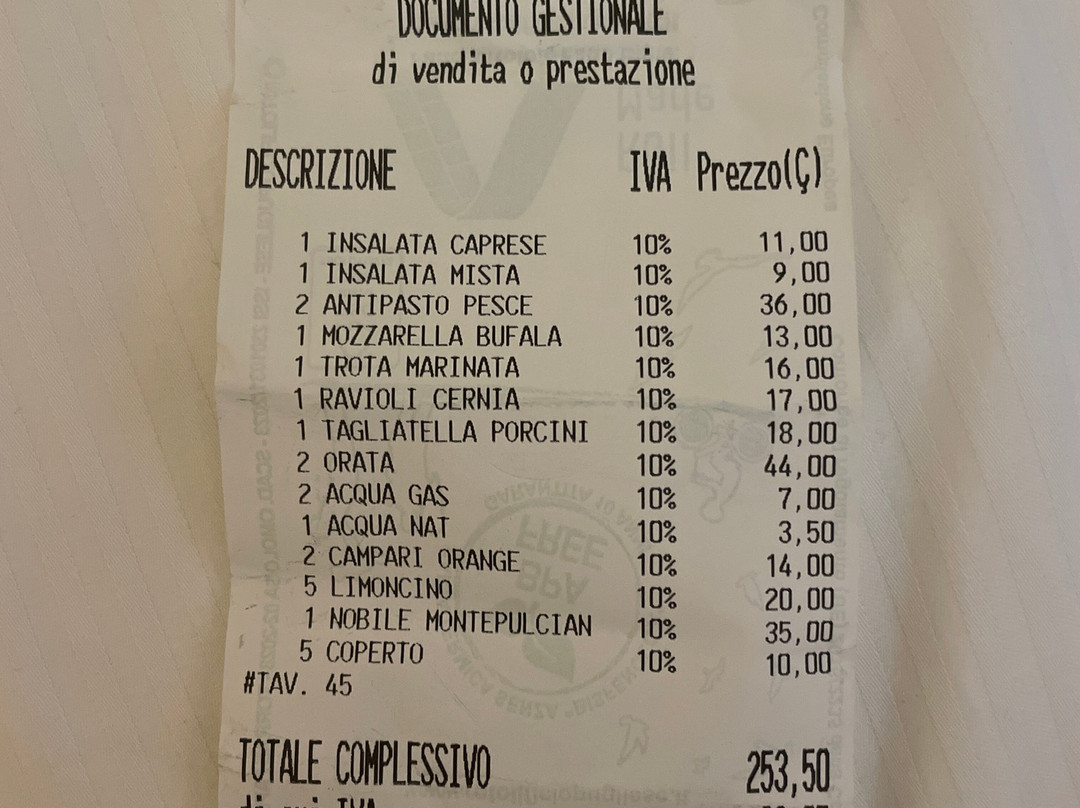 DOCUMENTO GESTIONALE
di vendita o prestazione
DESCRIZIONE IVA Prezzo(Ç)
1 INSALATA CAPRESE 10% 11,00
1 INSALATA MISTA 10% 9,00
2 ANTIPASTO PESCE 10% 36,00
1 MOZZARELLA BUFALA 10% 13,00
1 TROTA MARINATA 10% 16,00
1 RAVIOLI CERNIA 10% 17,00
1 TAGLIATELLA PORCINI 10% 18,00
2 ORATA 10% 44,00
2 ACQUA GAS 10% 7,00
1 ACQUA NAT 10% 3,50
2 CAMPARI ORANGE 10% 14,00
5 LIMONCINO 10% 20,00
1 NOBILE MONTEPULCIAN 10% 35,00
5 COPERTO 10% 10,00
#TAV. 45
TOTALE COMPLESSIVO 253,50
di cui IVA